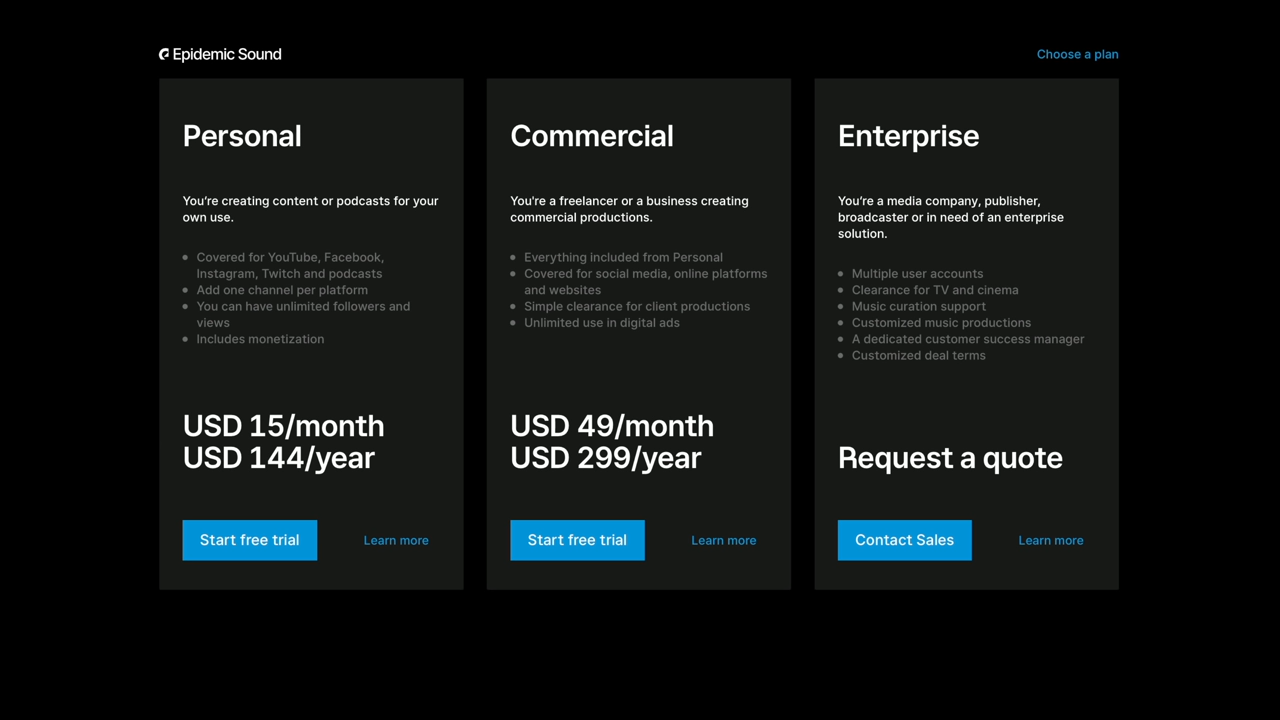 Epidemic Sound
Choose a plan
Personal
You're creating content or podcasts for your
own use.
Covered for YouTube, Facebook,
Instagram, Twitch and podcasts
Add one channel per platform
You can have unlimited followers and
views
Includes monetization
USD 15/month
USD 144/year
Start free trial
Learn more
Commercial
You're a freelancer or a business creating
commercial productions.
Everything included from Personal
Covered for social media, online platforms
and websites
Simple clearance for client productions
Unlimited use in digital ads
USD 49/month
USD 299/year
Start free trial
Learn more
Enterprise
You're a media company, publisher,
broadcaster or in need of an enterprise
solution.
Multiple user accounts
Clearance for TV and cinema
Music curation support
Customized music productions
A dedicated customer success manager
Customized deal terms
Request a quote
Contact Sales
Learn more